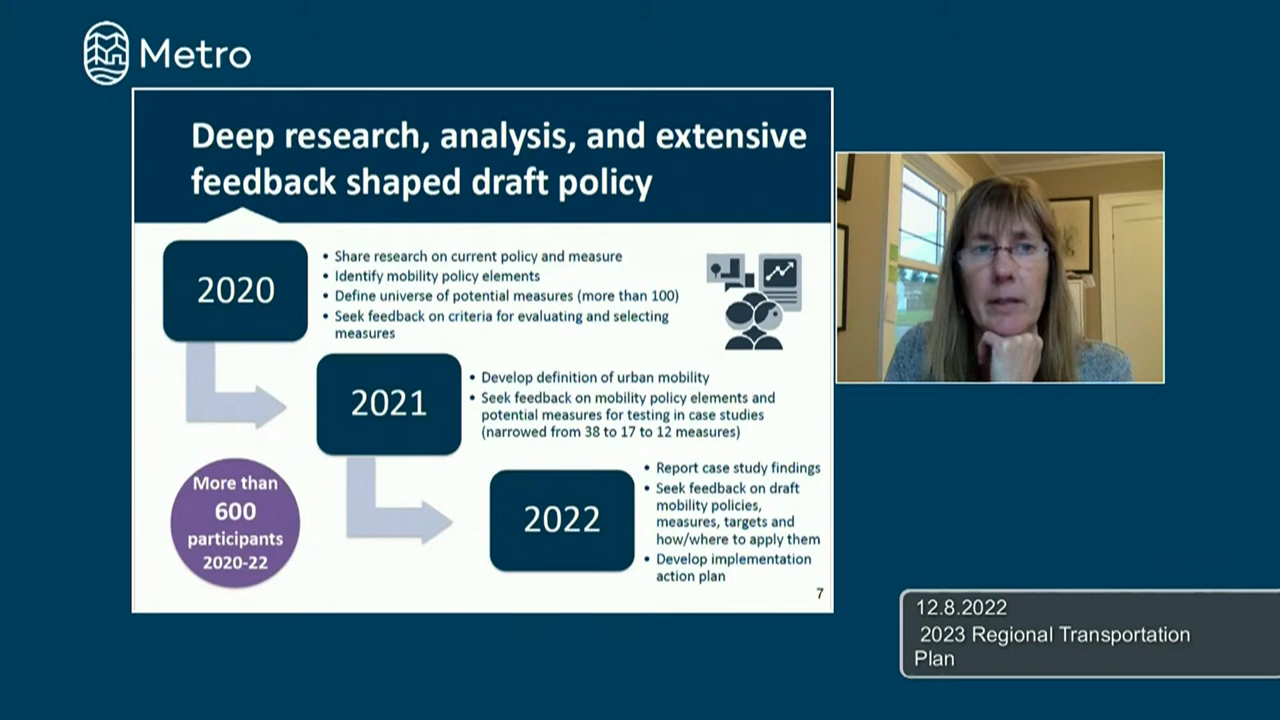 Metro
Deep research, analysis, and extensive
feedback shaped draft policy
2020
• Share research on current policy and measure
• Identify mobility policy elements
• Define universe of potential measures (more than 100)
• Seek feedback on criteria for evaluating and selecting
measures
2021
• Develop definition of urban mobility
• Seek feedback on mobility policy elements and
potential measures for testing in case studies
(narrowed from 38 to 17 to 12 measures)
More than
600
participants
2020-22
2022
• Report case study findings
• Seek feedback on draft
mobility policies,
measures, targets and
how/where to apply them
• Develop implementation
action plan
7
12.8.2022
2023 Regional Transportation
Plan